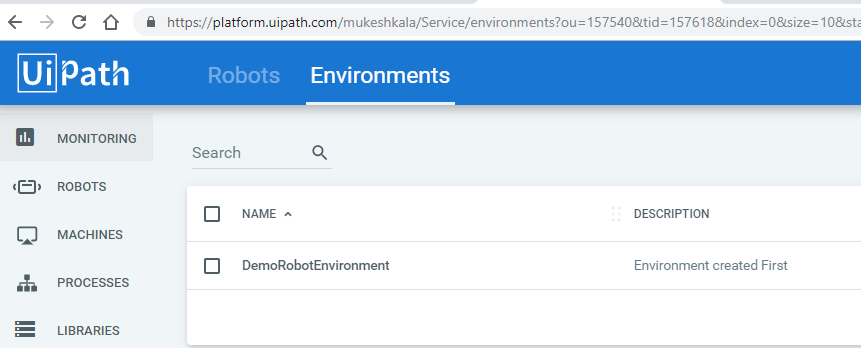 https://platform.uipath.com/mukeshkala/Service/environments?ou=157540&tid=157618&index=0&size=10&sta
UiPath
Robots Environments
MONITORING
ROBOTS
MACHINES
PROCESSES
LIBRARIES
Search
NAME DESCRIPTION
DemoRobotEnvironment Environment created First